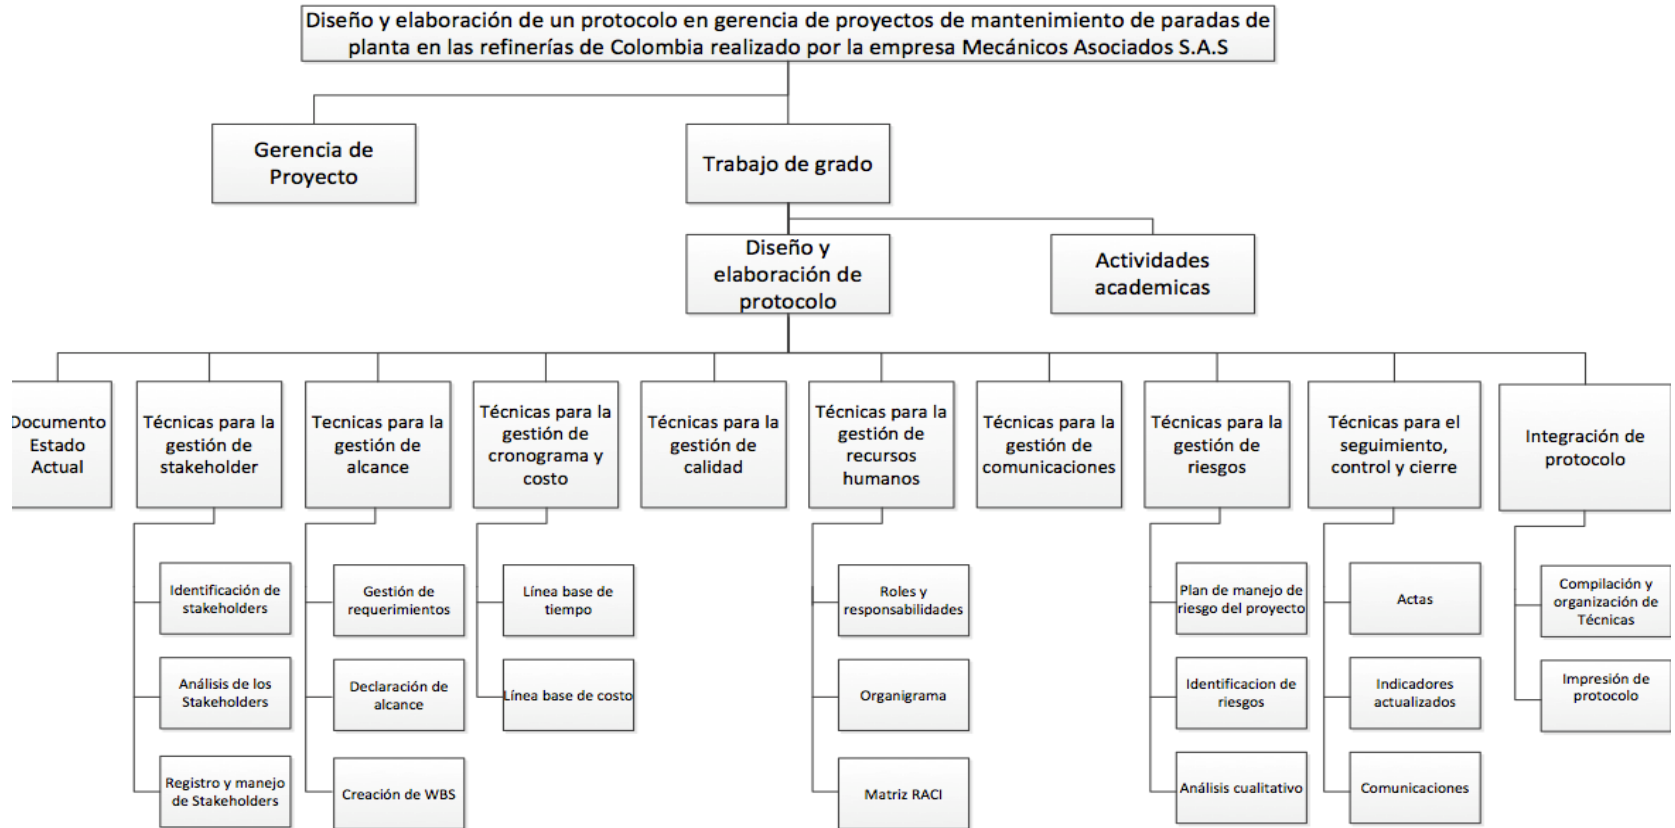 Diseño y elaboración de un protocolo en gerencia de proyectos de mantenimiento de paradas de
planta en las refinerías de Colombia realizado por la empresa Mecánicos Asociados S.A.S
Gerencia de
Proyecto
Trabajo de grado
Diseño y
elaboración de
protocolo
Actividades
academicas
Documento
Estado
Actual
Técnicas para la
gestión de
stakeholder
Tecnicas para la
gestión de
alcance
Técnicas para la
gestión de
cronograma y
costo
Técnicas para la
gestión de
calidad
Técnicas para la
gestión de
recursos
humanos
Técnicas para la
gestión de
comunicaciones
Técnicas para la
gestión de
riesgos
Técnicas para el
seguimiento,
control y cierre
Integración de
protocolo
Identificación de
stakeholders
Análisis de los
Stakeholders
Registro y manejo
de Stakeholders
Gestión de
requerimientos
Declaración de
alcance
Creación de WBS
Línea base de
tiempo
Línea base de costo
Roles y
responsabilidades
Organigrama
Matriz RACI
Plan de manejo de
riesgo del proyecto
Identificacion de
riesgos
Análisis cualitativo
Actas
Indicadores
actualizados
Comunicaciones
Compilación y
organización de
Técnicas
Impresión de
protocolo